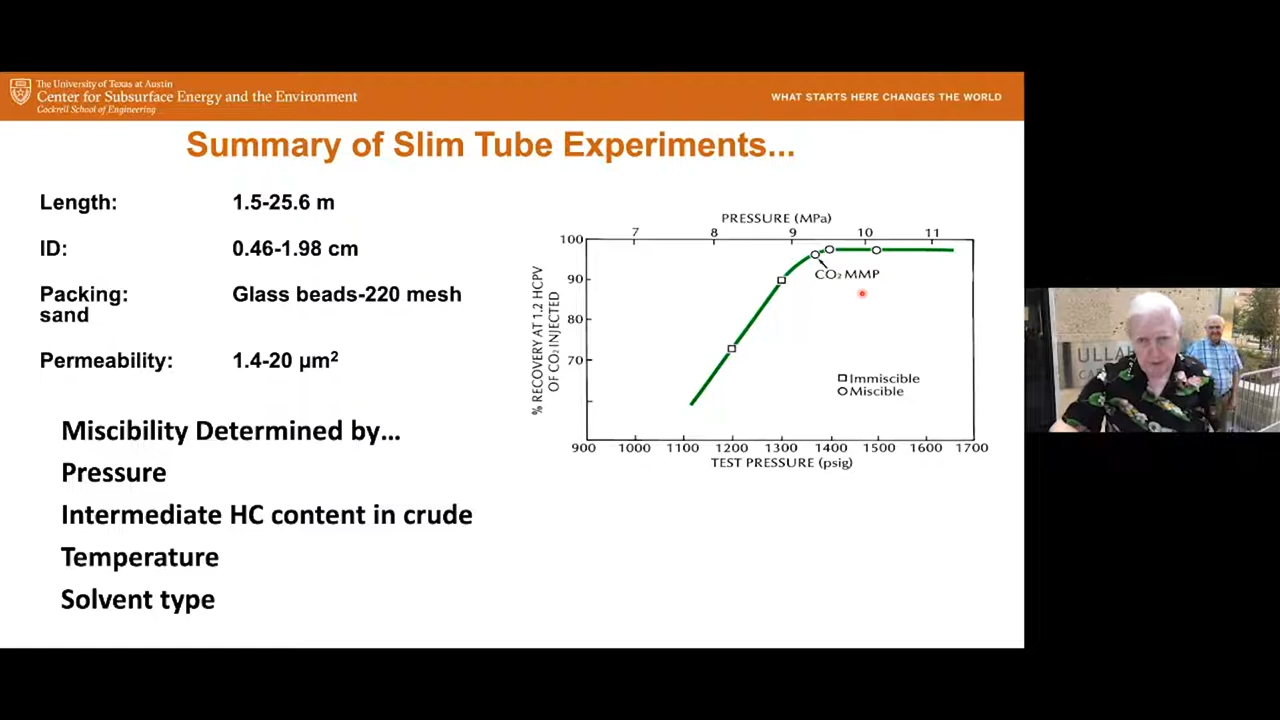 The University of Texas at Austin
Center for Subsurface Energy and the Environment
Cockrell School of Engineering
WHAT STARTS HERE CHANGES THE WORLD
Summary of Slim Tube Experiments...
Length: 1.5-25.6 m
ID: 0.46-1.98 cm
Packing: Glass beads-220 mesh
sand
Permeability: 1.4-20 µm²
Miscibility Determined by...
Pressure
Intermediate HC content in crude
Temperature
Solvent type
PRESSURE (MPa)
7 8 9 10 11
% RECOVERY AT 1.2 HCPV
OF CO₂ INJECTED
100
90
80
70
CO₂ MMP
Immiscible
Miscible
900 1000 1100 1200 1300 1400 1500 1600 1700
TEST PRESSURE (psig)
ULLA
CA